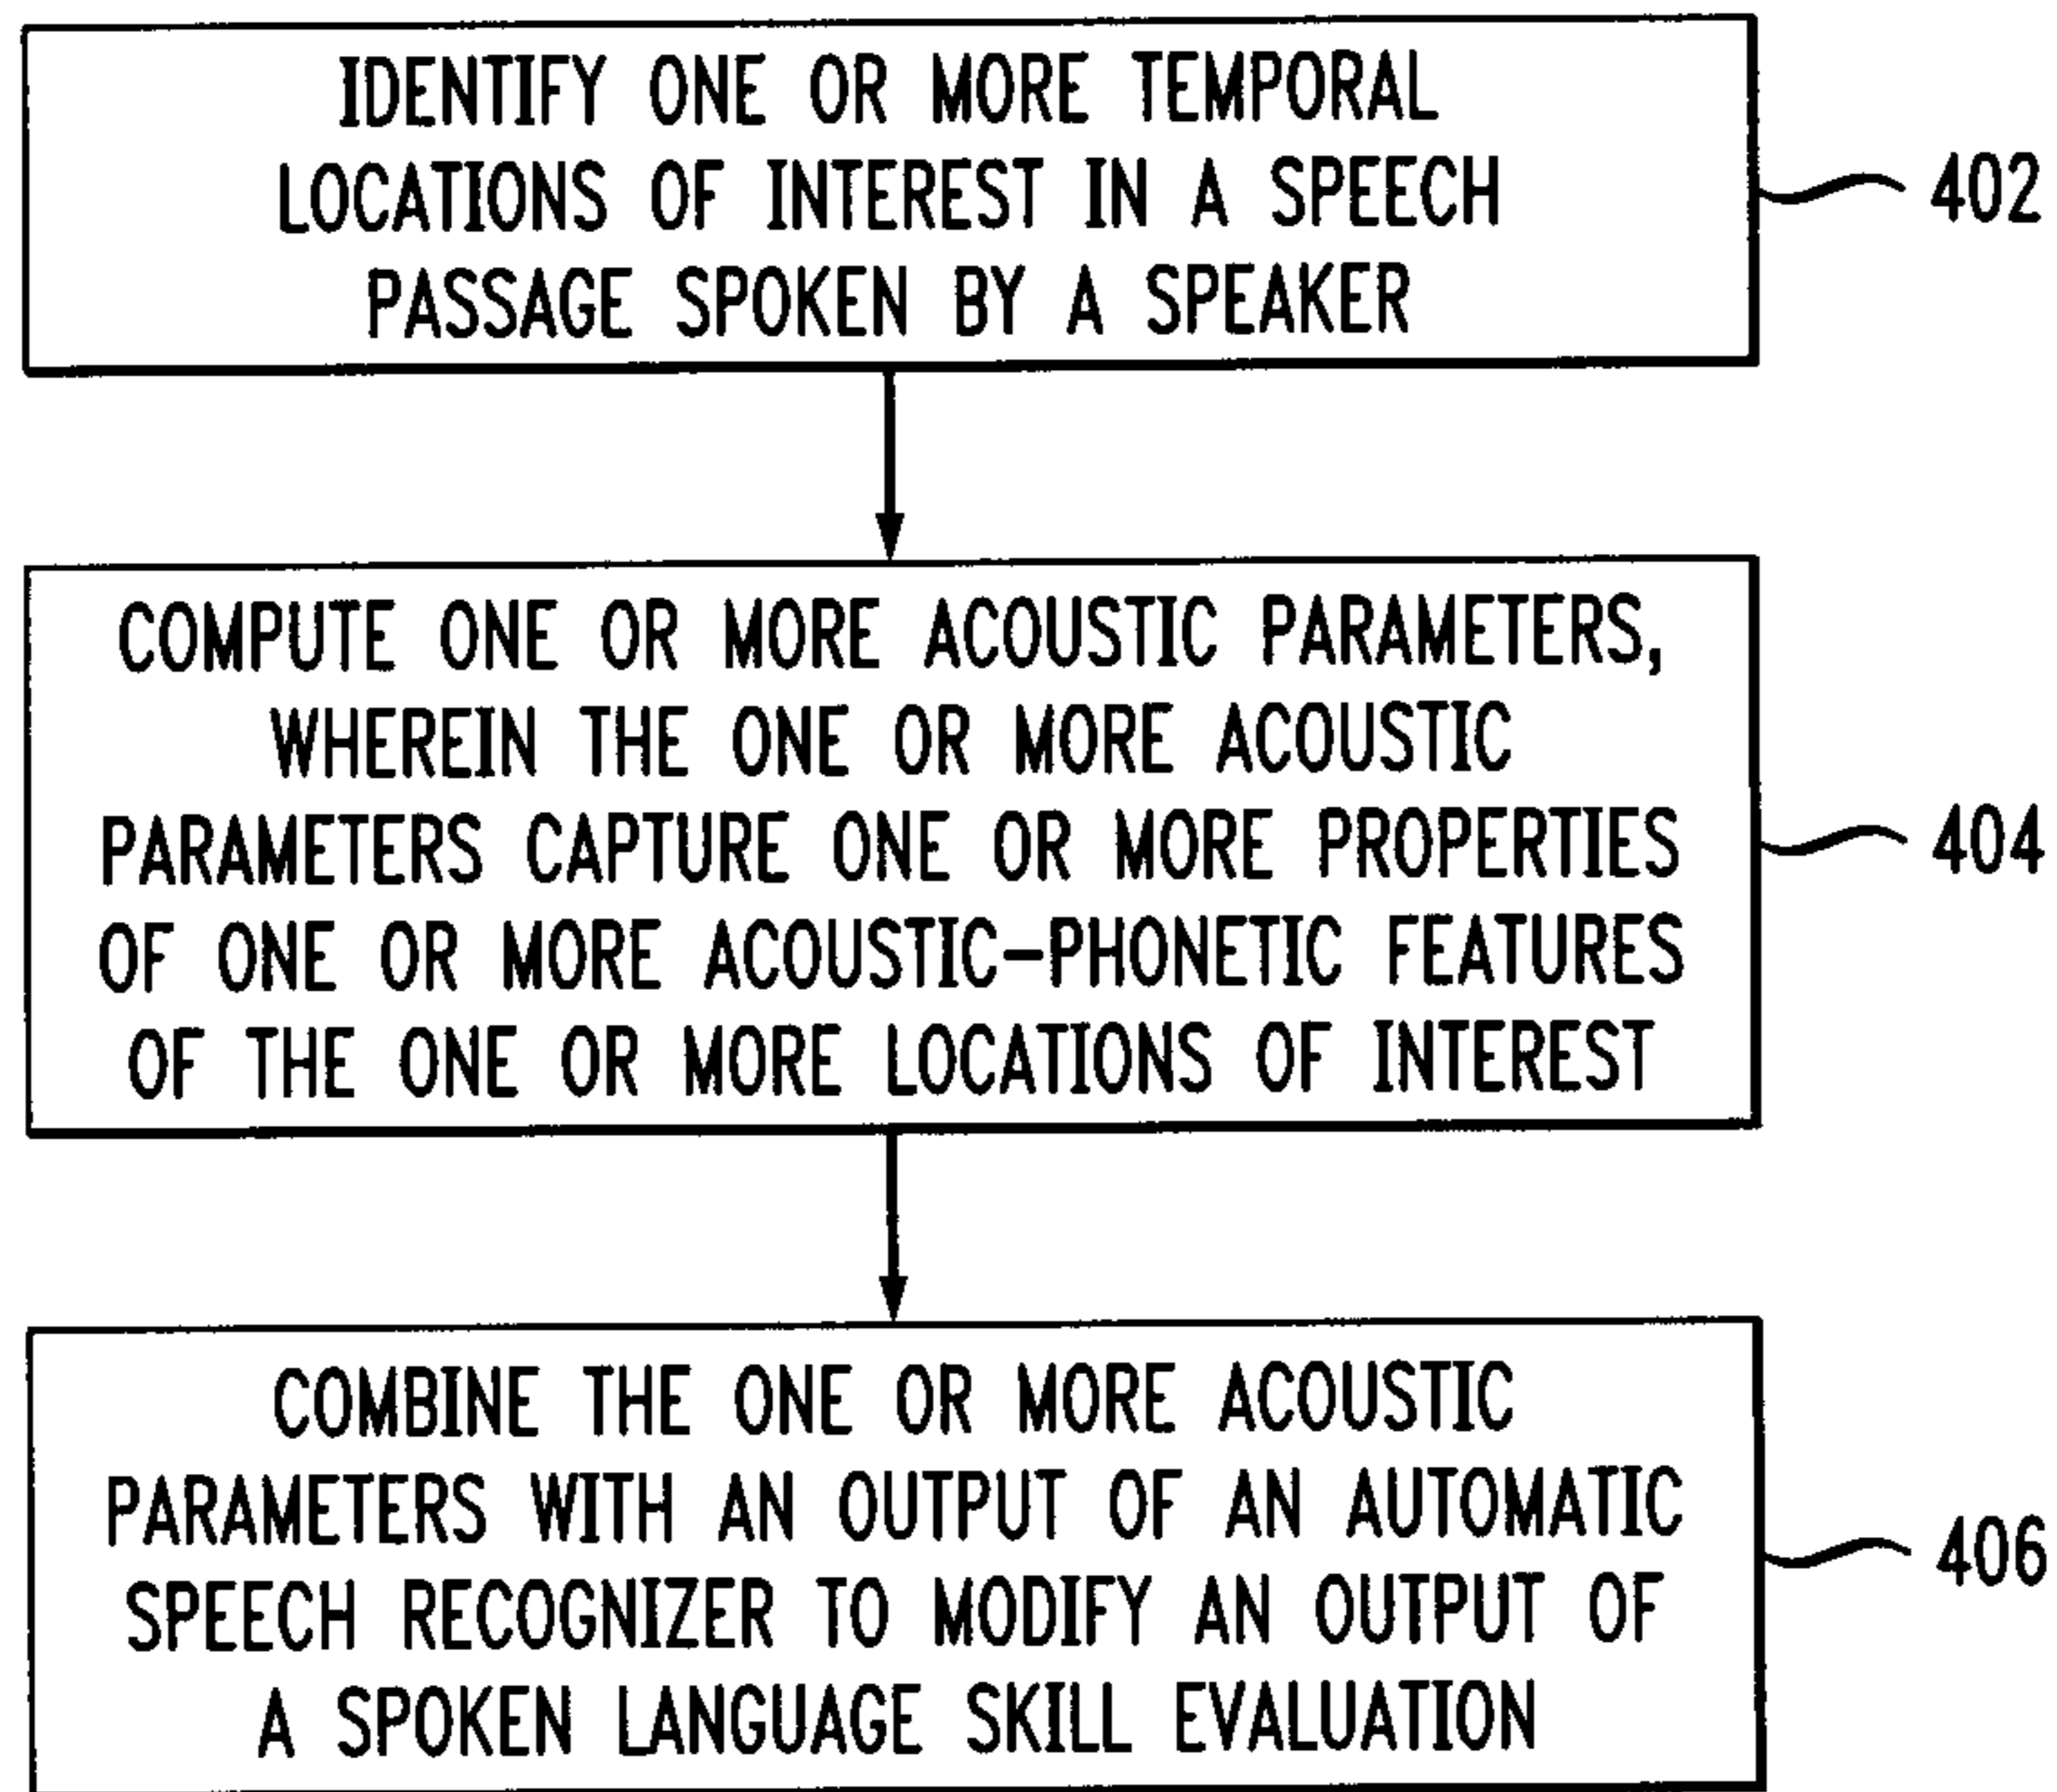 IDENTIFY ONE OR MORE TEMPORAL
LOCATIONS OF INTEREST IN A SPEECH
PASSAGE SPOKEN BY A SPEAKER
402
COMPUTE ONE OR MORE ACOUSTIC PARAMETERS,
WHEREIN THE ONE OR MORE ACOUSTIC
PARAMETERS CAPTURE ONE OR MORE PROPERTIES
OF ONE OR MORE ACOUSTIC-PHONETIC FEATURES
OF THE ONE OR MORE LOCATIONS OF INTEREST
404
COMBINE THE ONE OR MORE ACOUSTIC
PARAMETERS WITH AN OUTPUT OF AN AUTOMATIC
SPEECH RECOGNIZER TO MODIFY AN OUTPUT OF
A SPOKEN LANGUAGE SKILL EVALUATION
406